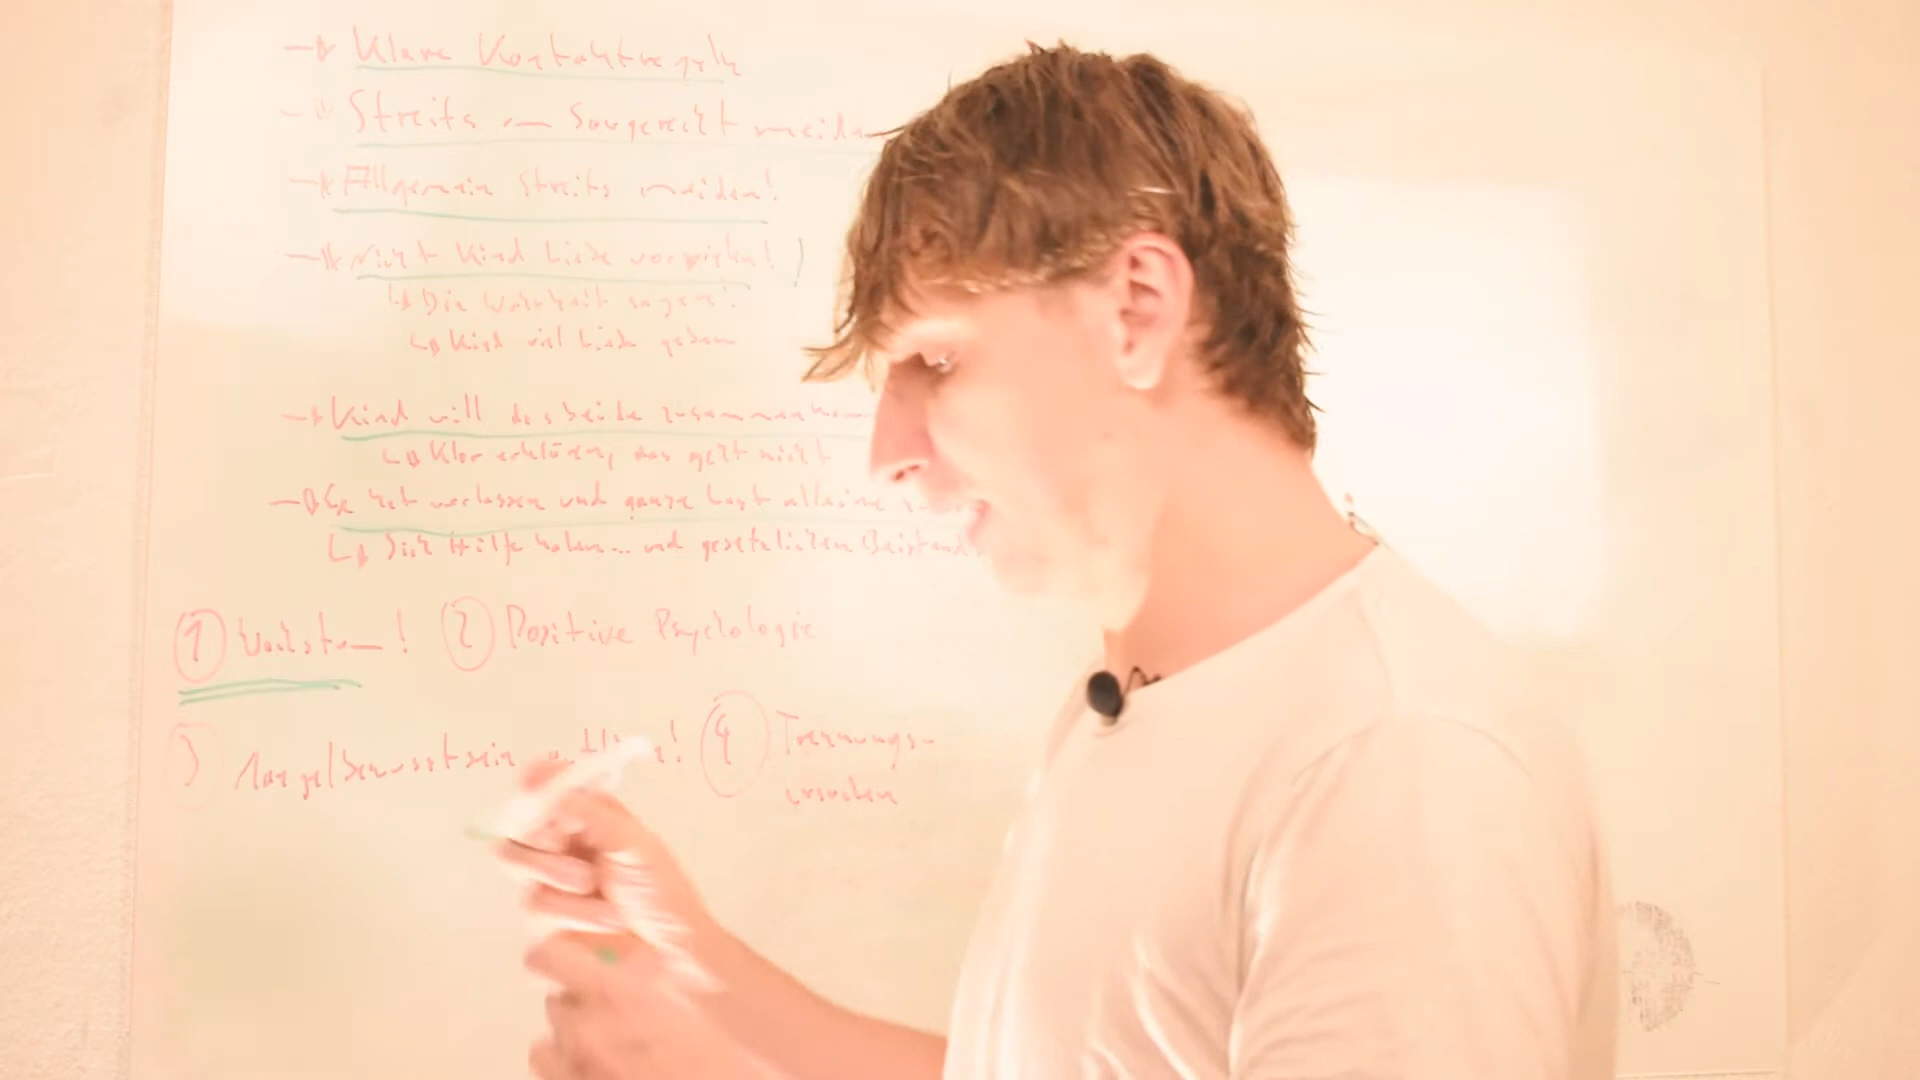 → Klare Kontaktregeln
→ Streits um Sorgerecht meiden
→ Allgemein Streits meiden!
→ Nicht Kind Liebe vorspielen!
↳ Die Wahrheit sagen!
↳ Kind viel Liebe geben
→ Kind will das beide
↳ Klar erklären, das geht nicht
→ Ex hat verlassen und ganze Last alleine
↳ Sich Hilfe holen... und gesetzlichen Beistand
① Wachstum! ② Positive Psychologie
3 Mangelbewusstsein ④ Trennungs-
ursachen